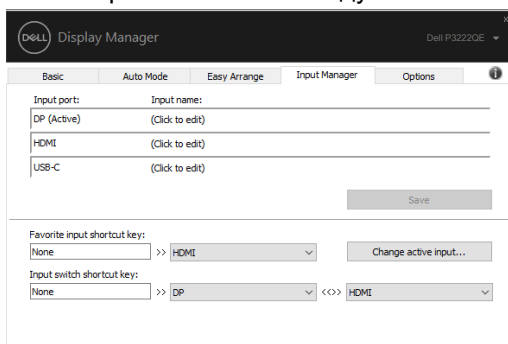 DELL Display Manager Dell P3222QE
Basic Auto Mode Easy Arrange Input Manager Options
Input port: Input name:
DP (Active) (Click to edit)
HDMI (Click to edit)
USB-C (Click to edit)
Save
Favorite input shortcut key:
None >> HDMI Change active input...
Input switch shortcut key:
None >> DP <<>> HDMI